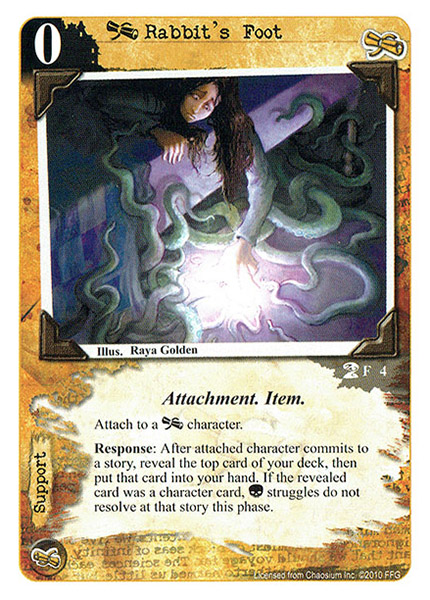 0
Rabbit's Foot
Illus. Raya Golden
F 4
Attachment. Item.
Attach to a character.
Response: After attached character commits to
a story, reveal the top card of your deck, then
put that card into your hand. If the revealed
card was a character card, struggles do not
resolve at that story this phase.
Support
Licensed from Chaosium Inc. ©2010 FFG